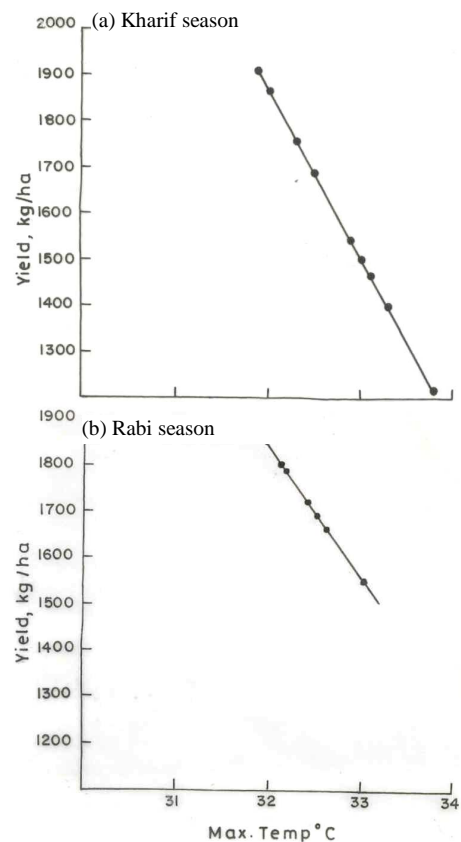 (a) Kharif season
2000
1900
1800
1700
1600
1500
1400
1300
Yield, kg/ha
(b) Rabi season
1900
1800
1700
1600
1500
1400
1300
1200
Yield, kg/ha
31 32 33 34
Max. Temp°C